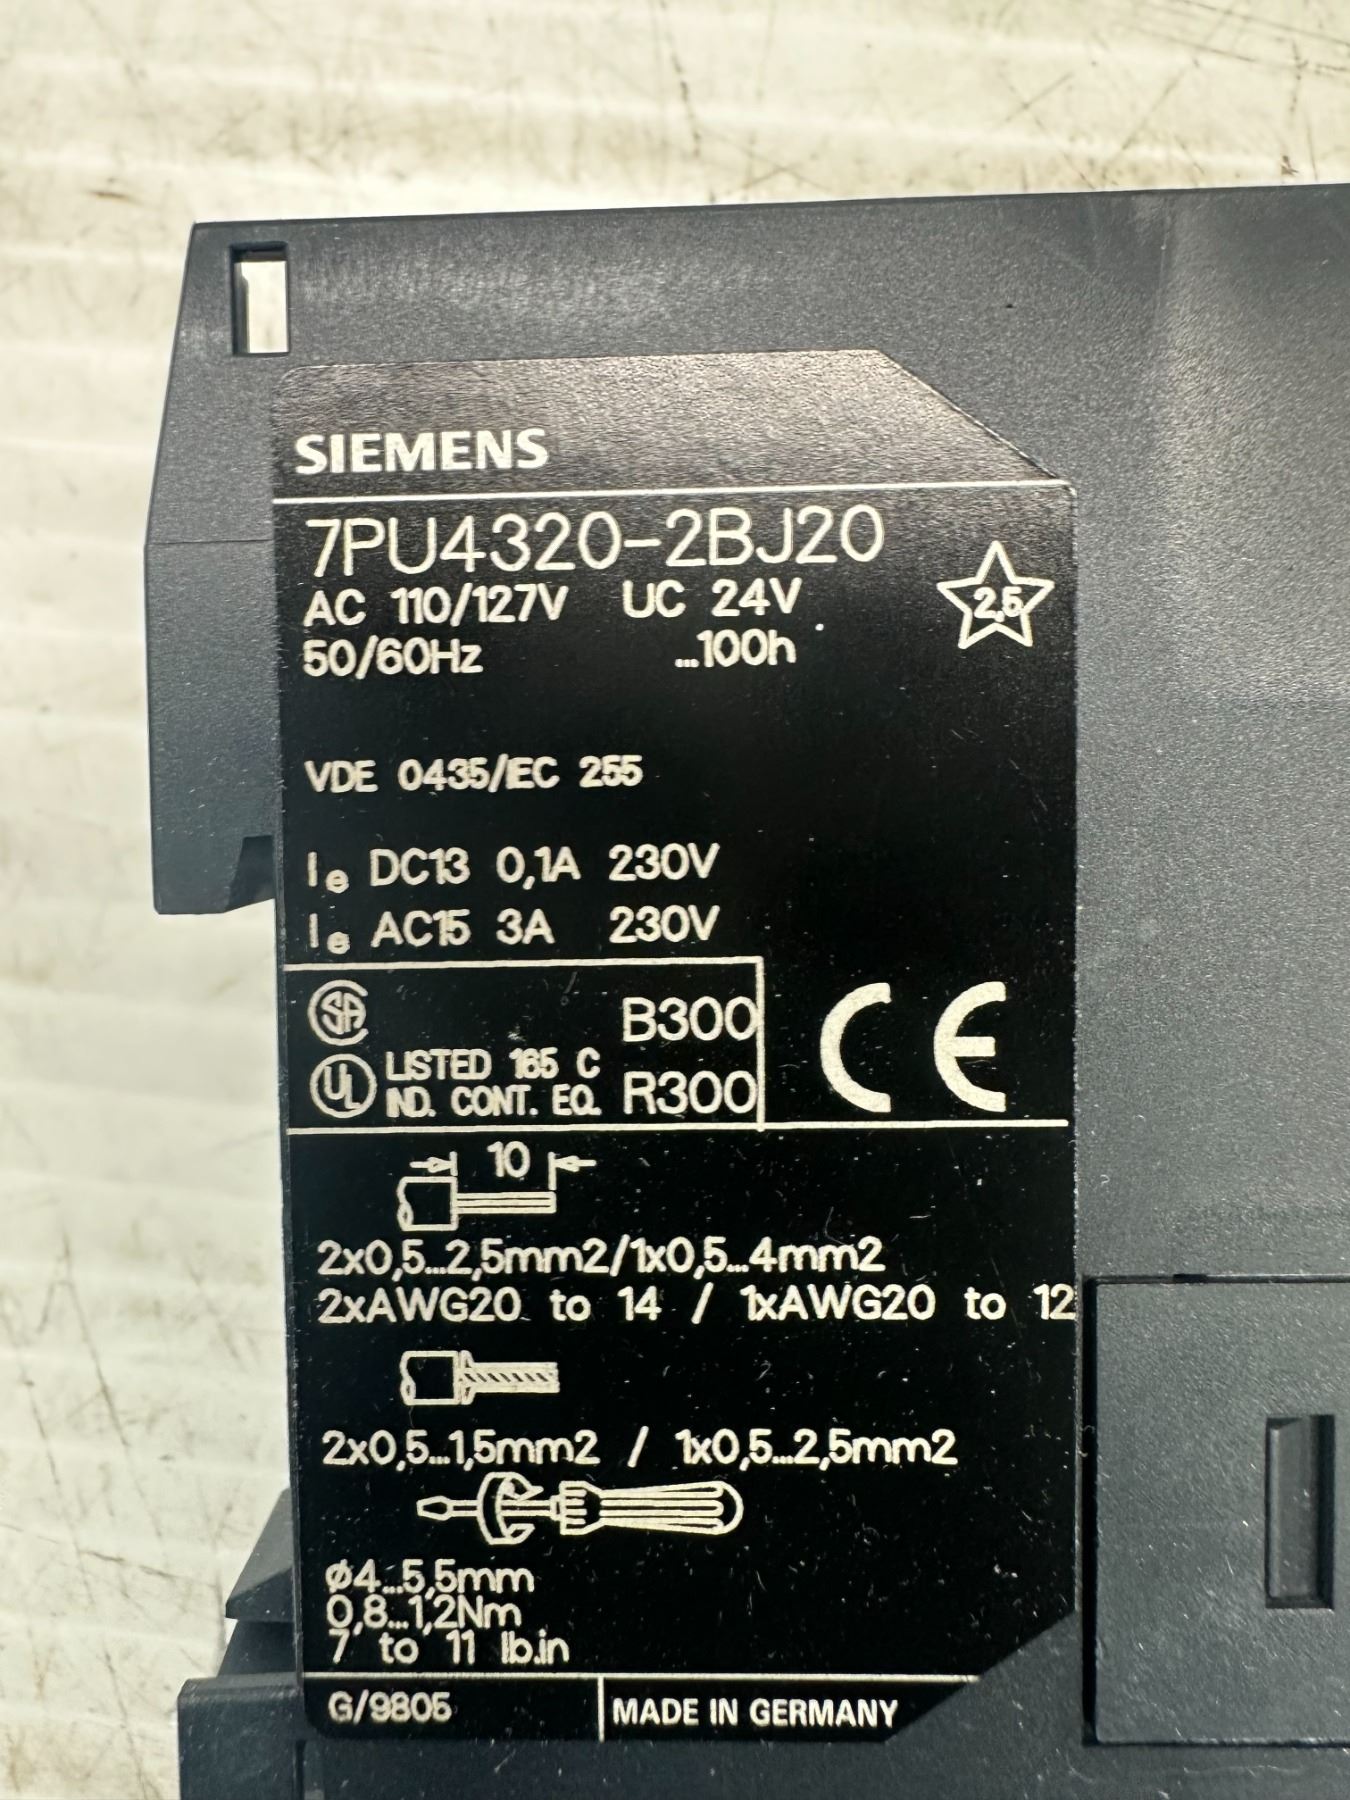 SIEMENS
7PU4320-2BJ20
AC 110/127V UC 24V
2,5
50/60Hz ...100h
VDE 0435/IEC 255
Ie DC13 0,1A 230V
Ie AC15 3A 230V
SA B300
CE
UL LISTED 165 C
IND. CONT. EQ. R300
10
2x0,5...2,5mm2/1x0,5...4mm2
2xAWG20 to 14 / 1xAWG20 to 12
2x0,5...1,5mm2 / 1x0,5...2,5mm2
ø4...5,5mm
0,8...1,2Nm
7 to 11 lb.in
G/9805 MADE IN GERMANY